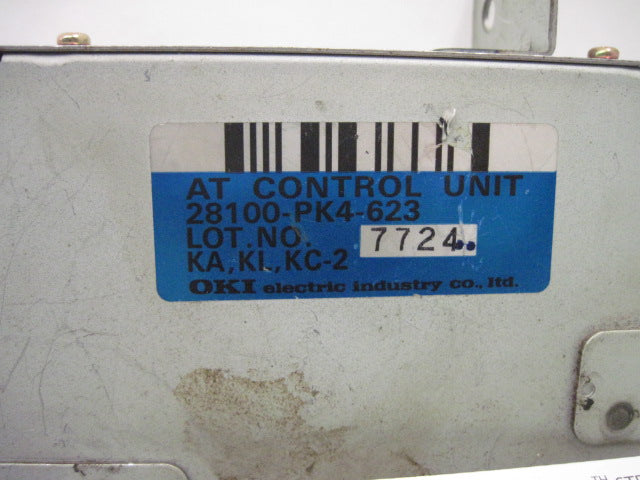 AT CONTROL UNIT
28100-PK4-623
LOT.NO. 7724
KA,KL,KC-2
OKI electric industry co., ltd.